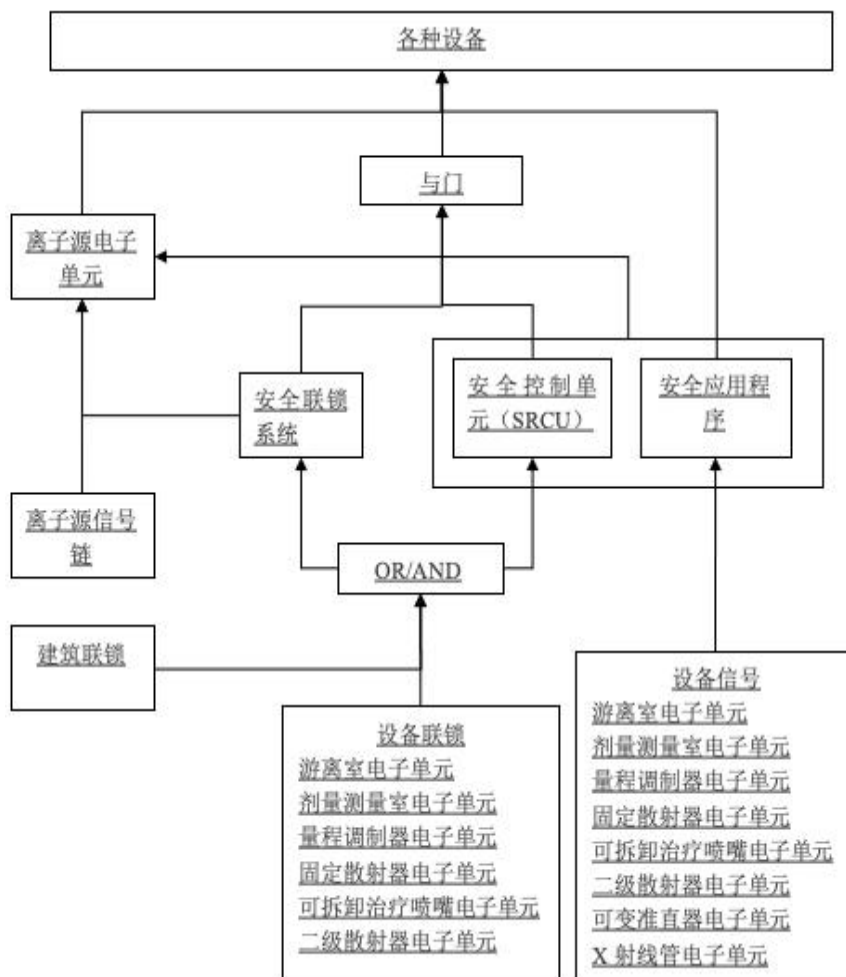 各种设备
与门
离子源电子
单元
安全联锁
系统
安全控制单
元（SRCU）
安全应用程
序
离子源信号
链
OR/AND
建筑联锁
设备联锁
游离室电子单元
剂量测量室电子单元
量程调制器电子单元
固定散射器电子单元
可拆卸治疗喷嘴电子单元
二级散射器电子单元
设备信号
游离室电子单元
剂量测量室电子单元
量程调制器电子单元
固定散射器电子单元
可拆卸治疗喷嘴电子单元
二级散射器电子单元
可变准直器电子单元
X 射线管电子单元